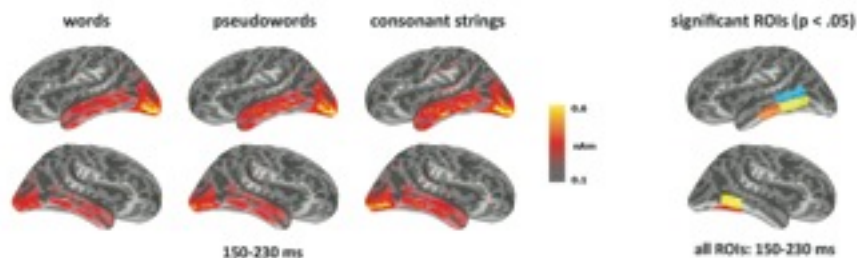 words
pseudowords
consonant strings
significant ROIs (p < .05)
0.6
nAm
0.1
150-230 ms
all ROIs: 150-230 ms